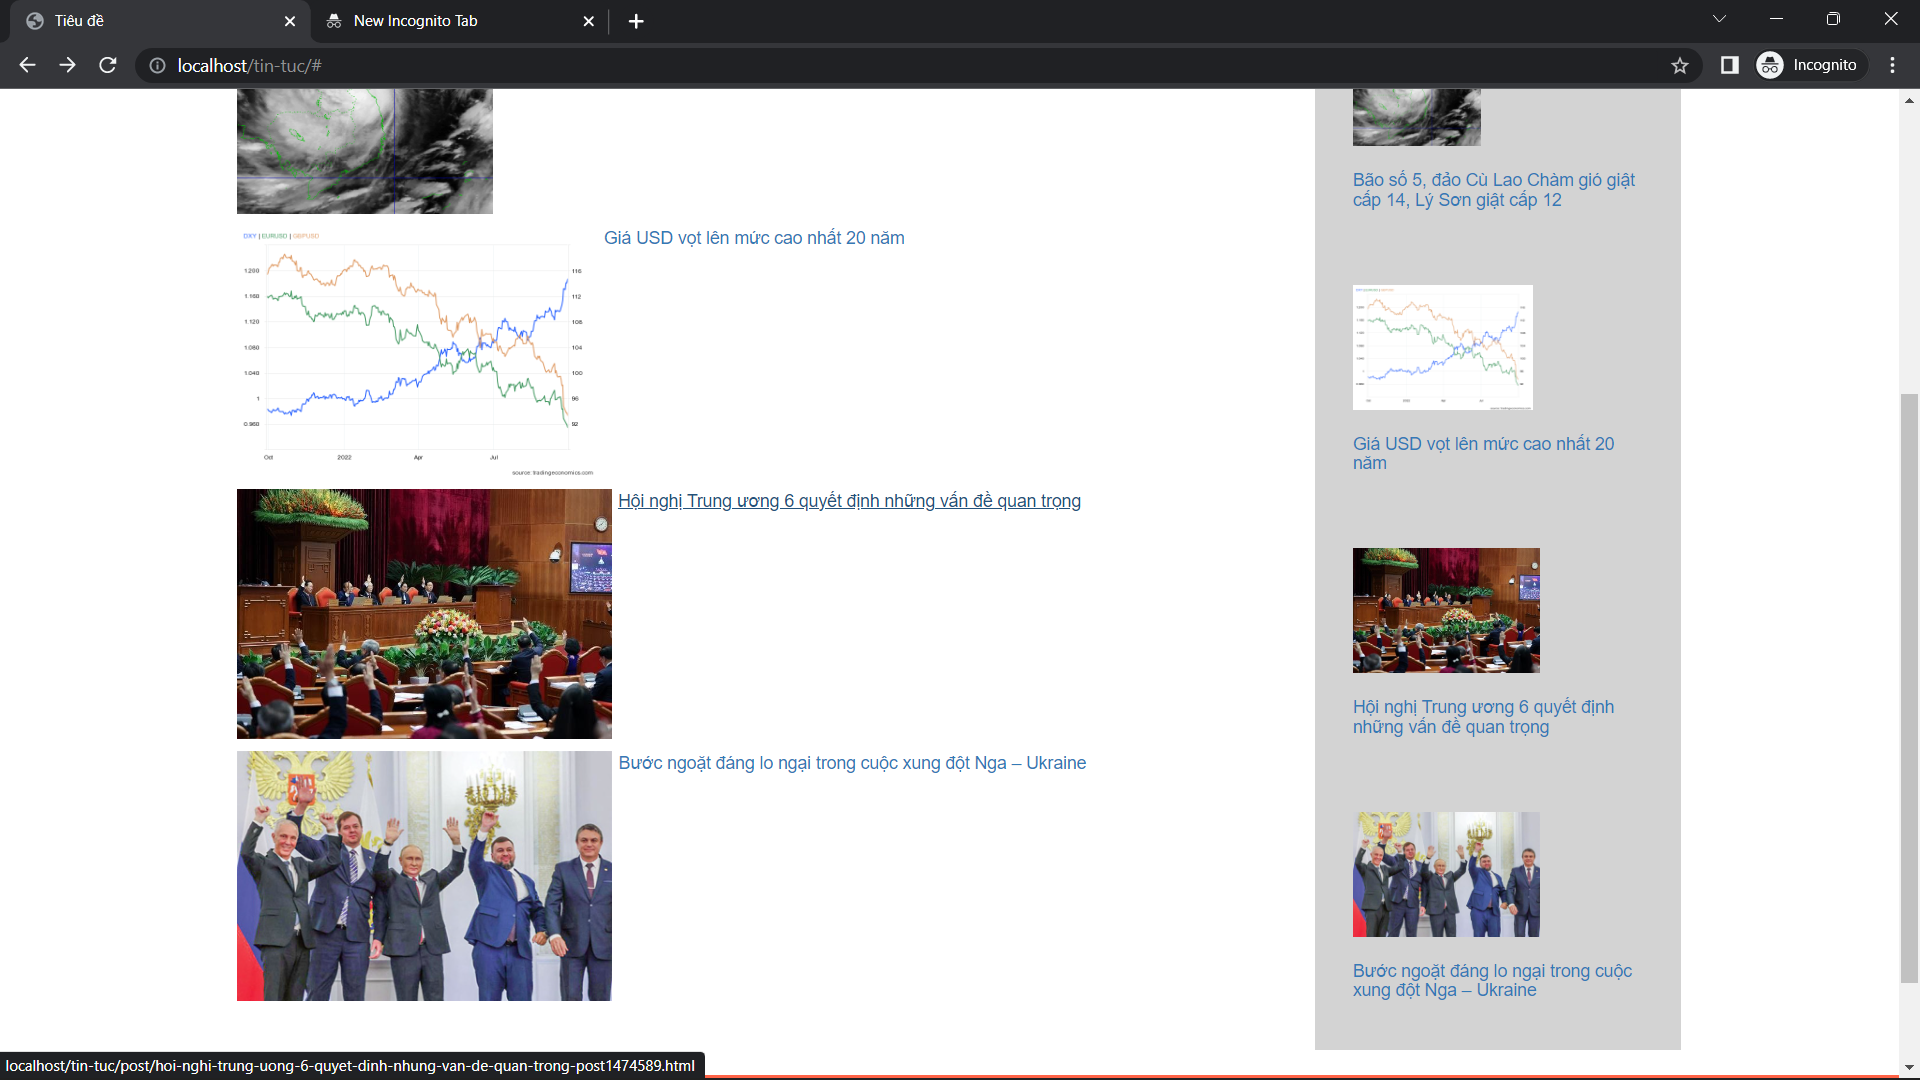 Tiêu đề
New Incognito Tab
localhost/tin-tuc/#
Incognito
DXY | EURUSD | GBPUSD
1.200
1.160
1.120
1.080
1.040
1
0.960
116
112
108
104
100
96
92
Oct
2022
Apr
Jul
source: tradingeconomics.com
Giá USD vọt lên mức cao nhất 20 năm
Hội nghị Trung ương 6 quyết định những vấn đề quan trọng
Bước ngoặt đáng lo ngại trong cuộc xung đột Nga – Ukraine
Bão số 5, đảo Cù Lao Chàm gió giật
cấp 14, Lý Sơn giật cấp 12
Giá USD vọt lên mức cao nhất 20
năm
Hội nghị Trung ương 6 quyết định
những vấn đề quan trọng
Bước ngoặt đáng lo ngại trong cuộc
xung đột Nga – Ukraine
localhost/tin-tuc/post/hoi-nghi-trung-uong-6-quyet-dinh-nhung-van-de-quan-trong-post1474589.html